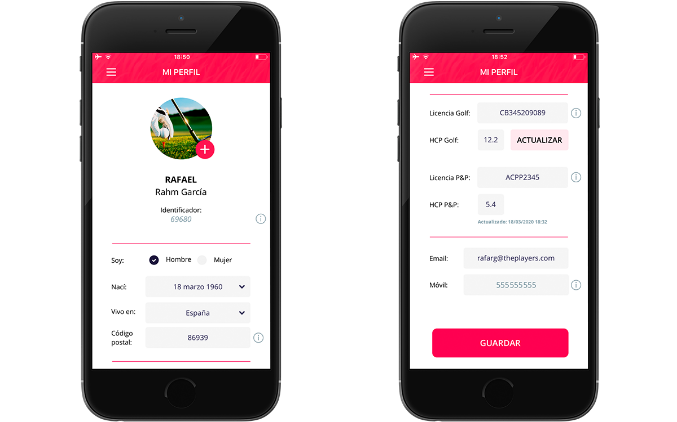 18:50
MI PERFIL
RAFAEL
Rahm García
Identificador:
69680
Soy: Hombre Mujer
Nací: 18 marzo 1960
Vivo en: España
Código postal: 86939
18:52
MI PERFIL
Licencia Golf: CB345209089
HCP Golf: 12.2 ACTUALIZAR
Licencia P&P: ACPP2345
HCP P&P: 5.4
Actualizado: 18/05/2020 18:32
Email: rafarg@theplayers.com
Móvil: 555555555
GUARDAR